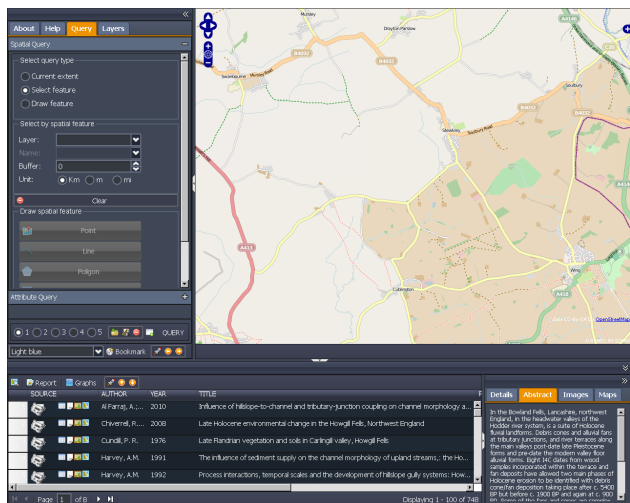 About Help Query Layers
Spatial Query
Select query type
Current extent
Select feature
Draw feature
Select by spatial feature
Layer:
Name:
Buffer: 0
Unit: Km m mi
Clear
Draw spatial feature
Point
Line
Poligon
Attribute Query
1 2 3 4 5 QUERY
Light blue Bookmark
Mursley
Drayton Parslow
A4146
B4032
Swanbourne
Mursley Road
Soulbury
B4032
Stewkley
Soulbury Road
A413
A4146
Wing
A418
Cublington
OpenStreetMap
Report Graphs
SOURCE AUTHOR YEAR TITLE
Al Farraj, A.;... 2010 Influence of hillslope-to-channel and tributary-junction coupling on channel morphology a...
Chiverrel, R.... 2008 Late Holocene environmental change in the Howgill Fells, Northwest England
Cundill, P. R. 1976 Late Flandrian vegetation and soils in Carlingill valley, Howgill Fells
Harvey, A.M. 1991 The influence of sediment supply on the channel morphology of upland streams,: the Ho...
Harvey, A.M. 1992 Process interactions, temporal scales and the development of hillslope gully systems: How...
Page 1 of 8 Displaying 1 - 100 of 748
Details Abstract Images Maps
In the Bowland Fells, Lancashire, northwest
England, in the headwater valleys of the
Hodder river system, is a suite of Holocene
fluvial landforms. Debris cones and alluvial fans
at tributary junctions, and river terraces along
the main valleys post-date late Pleistocene
forms and pre-date the modern valley floor
alluvial forms. Eight 14C dates from wood
samples incorporated within the terrace and
fan deposits have allowed two main phases of
Holocene erosion to be identified with debris
cone/fan deposition taking place after c. 5400
BP but before c. 1900 BP and again at c. 900